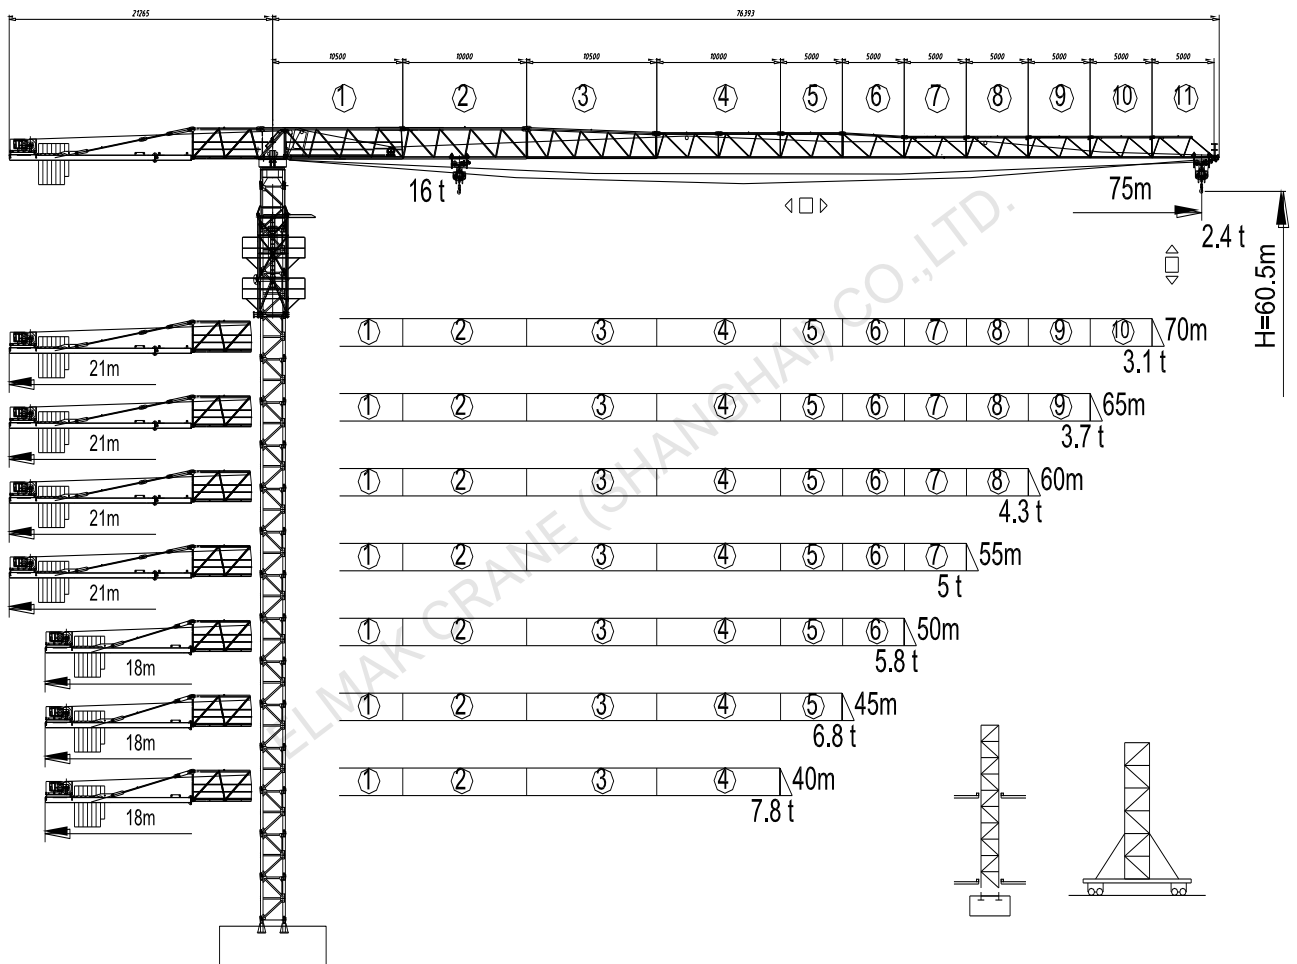 21265 76393
10500 10000 10500 10000 5000 5000 5000 5000 5000 5000 5000
1 2 3 4 5 6 7 8 9 10 11
16 t
75m
2.4 t
H=60.5m
1 2 3 4 5 6 7 8 9 10 70m
21m
3.1 t
1 2 3 4 5 6 7 8 9 65m
21m
3.7 t
1 2 3 4 5 6 7 8 60m
21m
4.3 t
1 2 3 4 5 6 7 55m
21m
5 t
1 2 3 4 5 6 50m
18m
5.8 t
1 2 3 4 5 45m
18m
6.8 t
1 2 3 4 40m
18m
7.8 t
ELMAK CRANE (SHANGHAI) CO.,LTD.